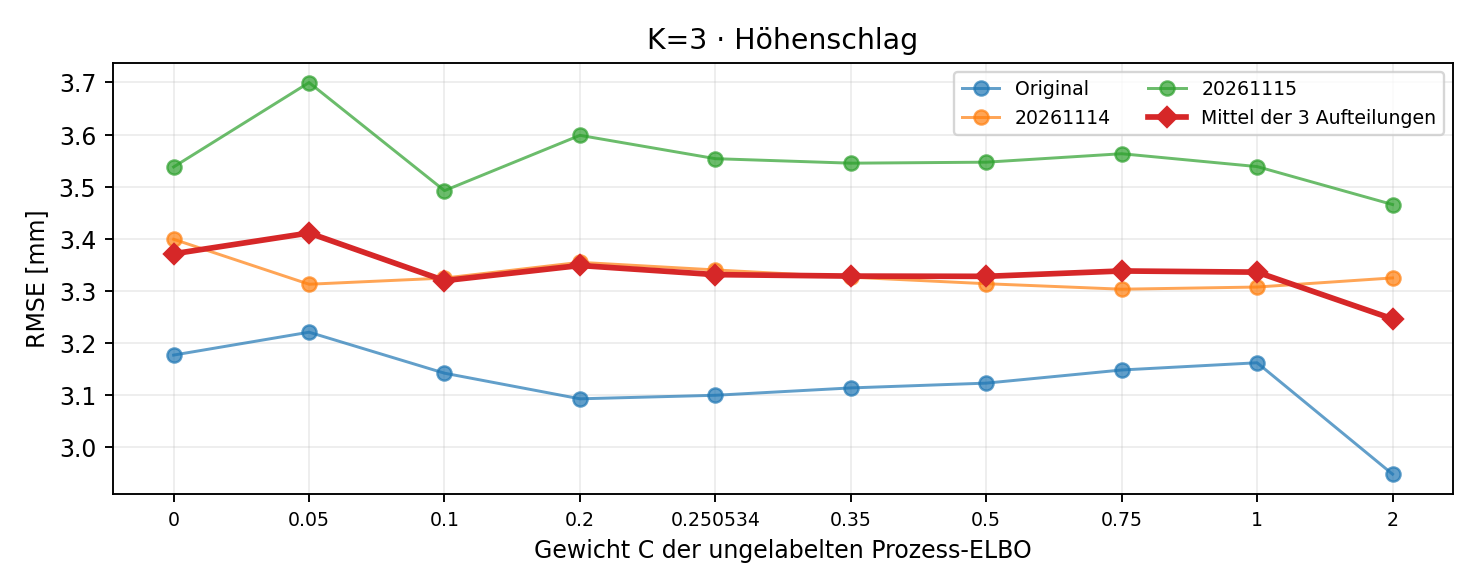 K=3 · Höhenschlag
Original
20261114
20261115
Mittel der 3 Aufteilungen
RMSE [mm]
3.7
3.6
3.5
3.4
3.3
3.2
3.1
3.0
0 0.05 0.1 0.2 0.250534 0.35 0.5 0.75 1 2
Gewicht C der ungelabelten Prozess-ELBO